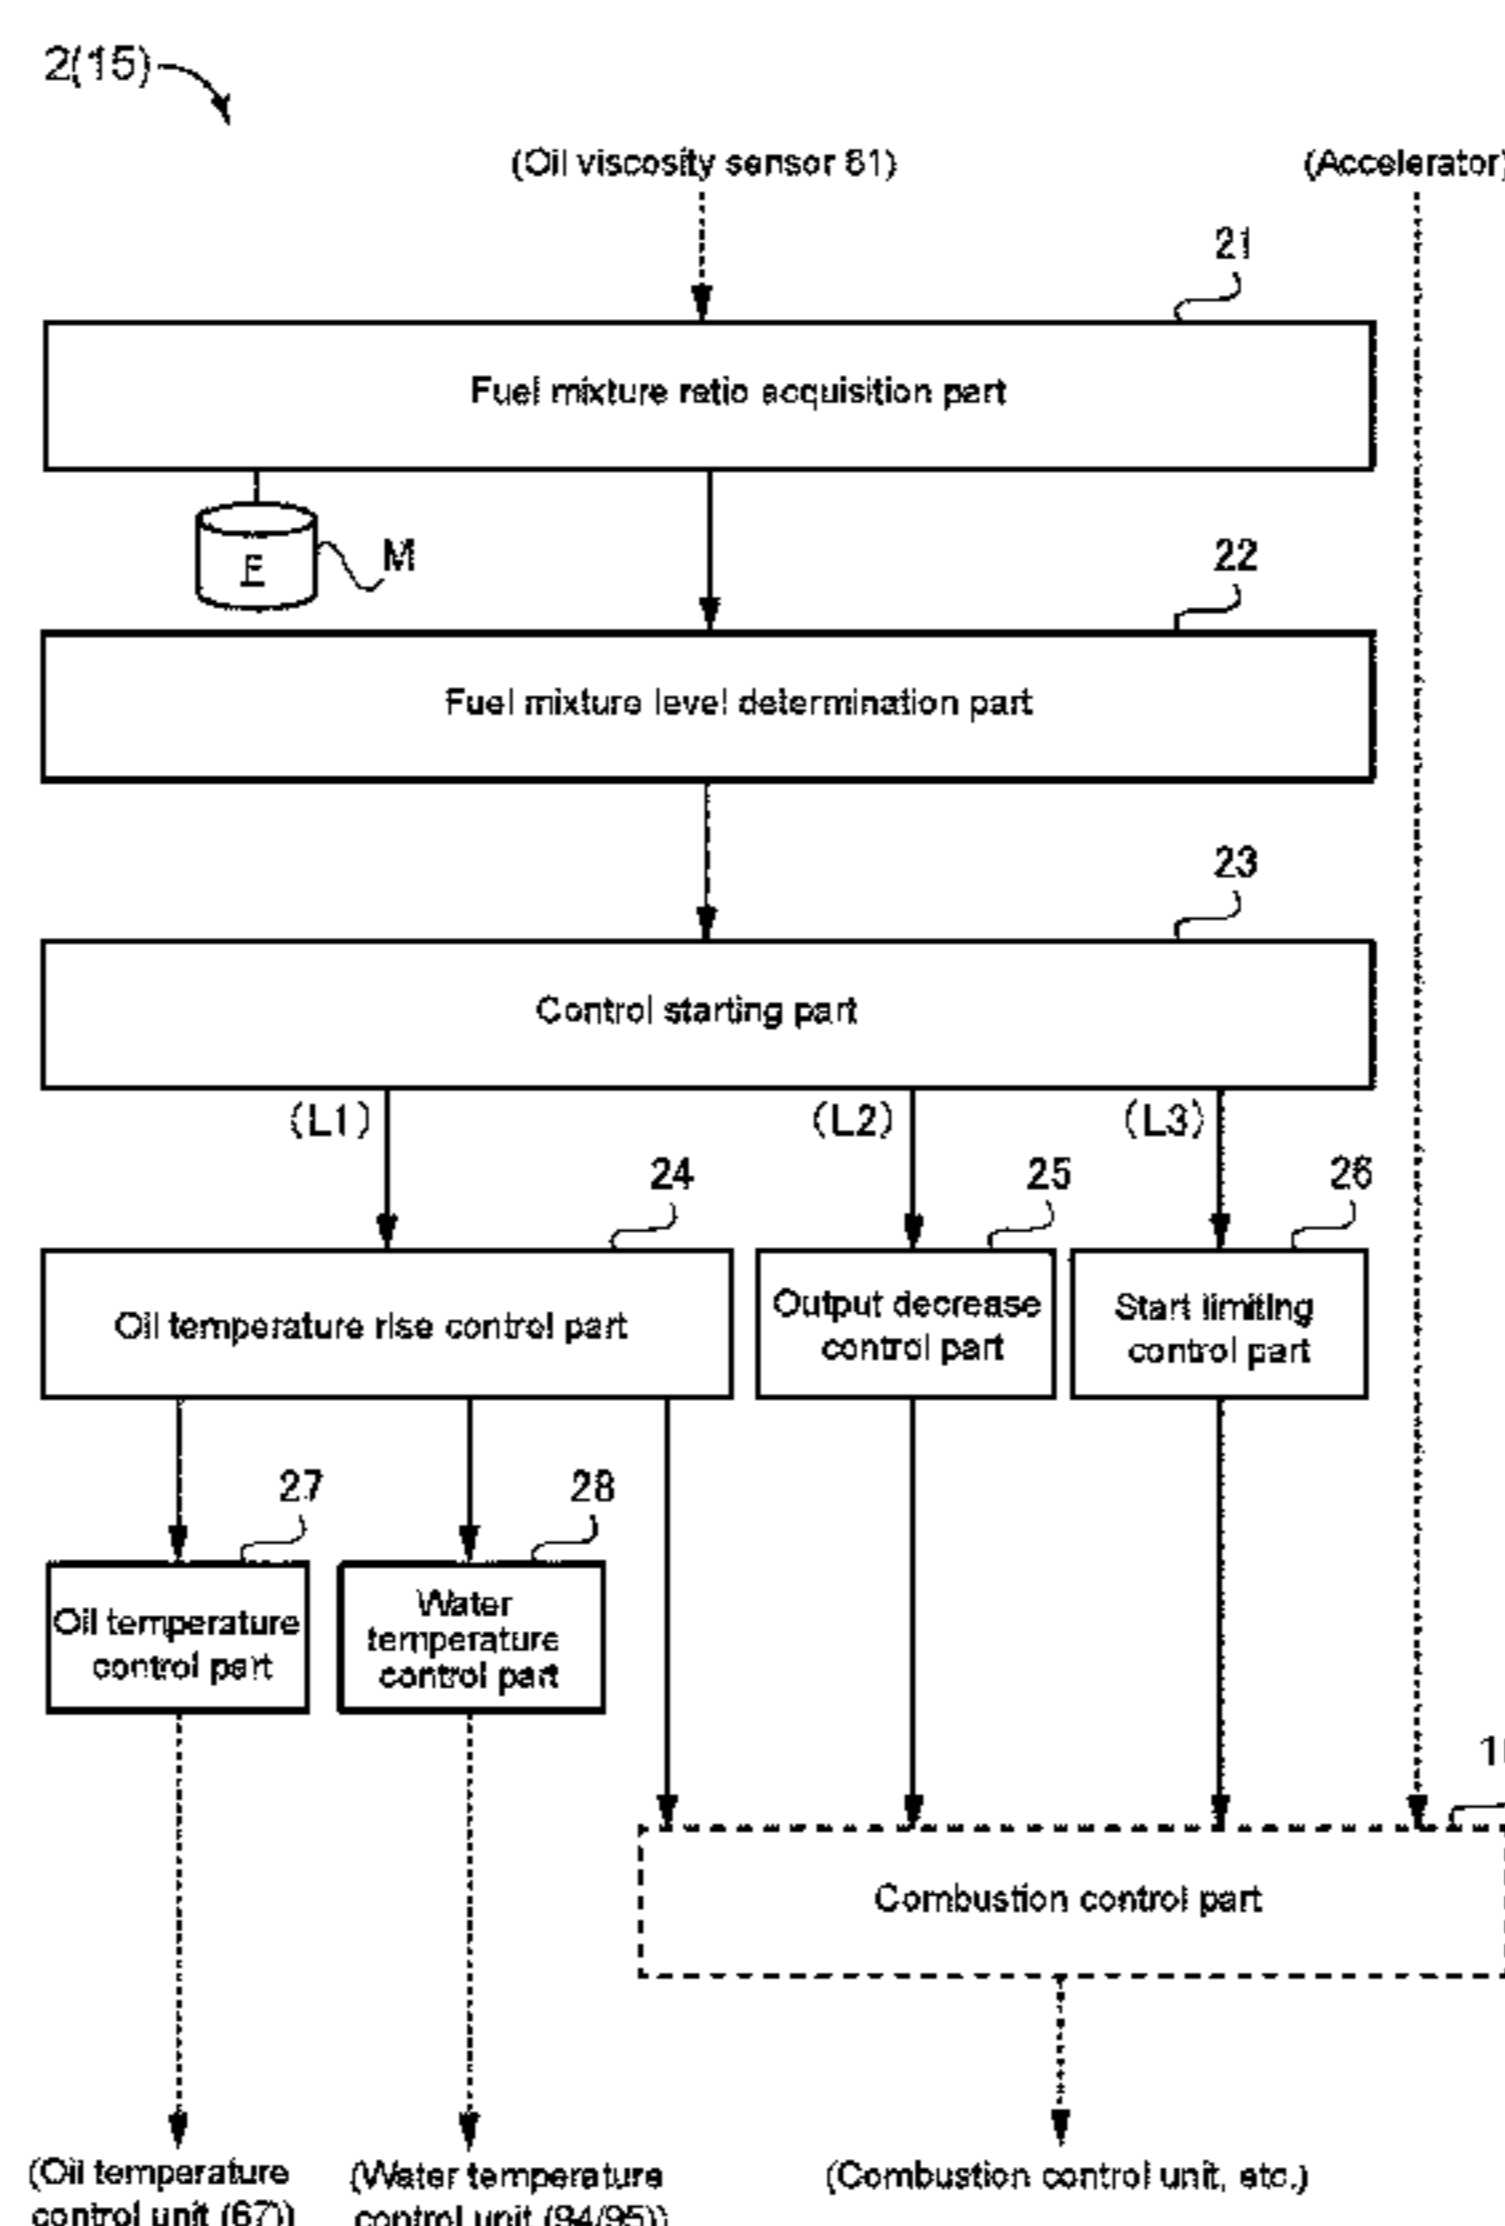 2(15)
(Oil viscosity sensor 61)
(Accelerator)
21
Fuel mixture ratio acquisition part
M
22
Fuel mixture level determination part
23
Control starting part
(L1)
(L2)
(L3)
24
25
26
Oil temperature rise control part
Output decrease
control part
Start limiting
control part
27
28
Oil temperature
control part
Water
temperature
control part
Combustion control part
(Oil temperature
control unit (67))
(Water temperature
control unit (94/95))
(Combustion control unit, etc.)